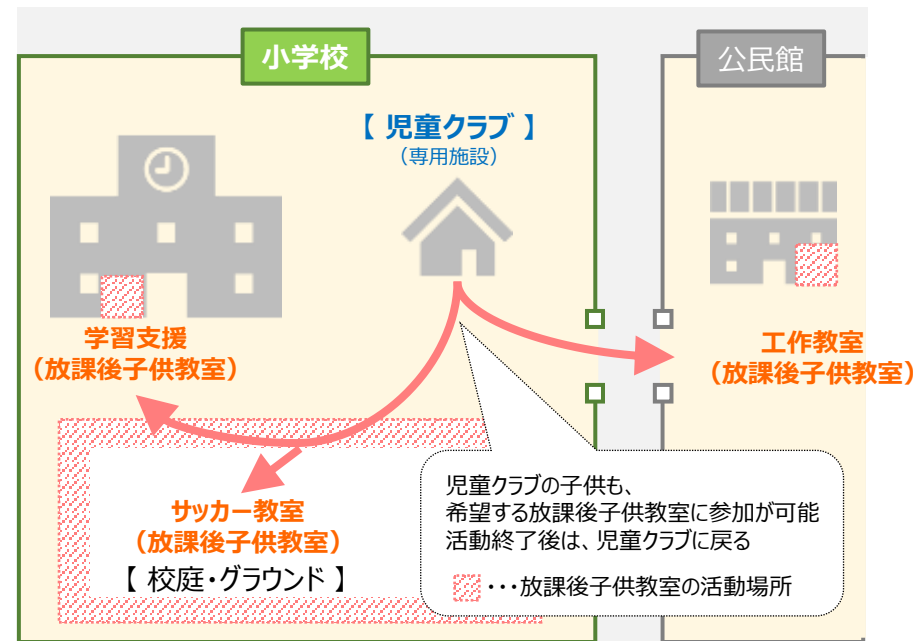 小学校
公民館
【 児童クラブ 】
（専用施設）
学習支援
（放課後子供教室）
工作教室
（放課後子供教室）
サッカー教室
（放課後子供教室）
【 校庭・グラウンド 】
児童クラブの子供も、
希望する放課後子供教室に参加が可能
活動終了後は、児童クラブに戻る
・・・放課後子供教室の活動場所